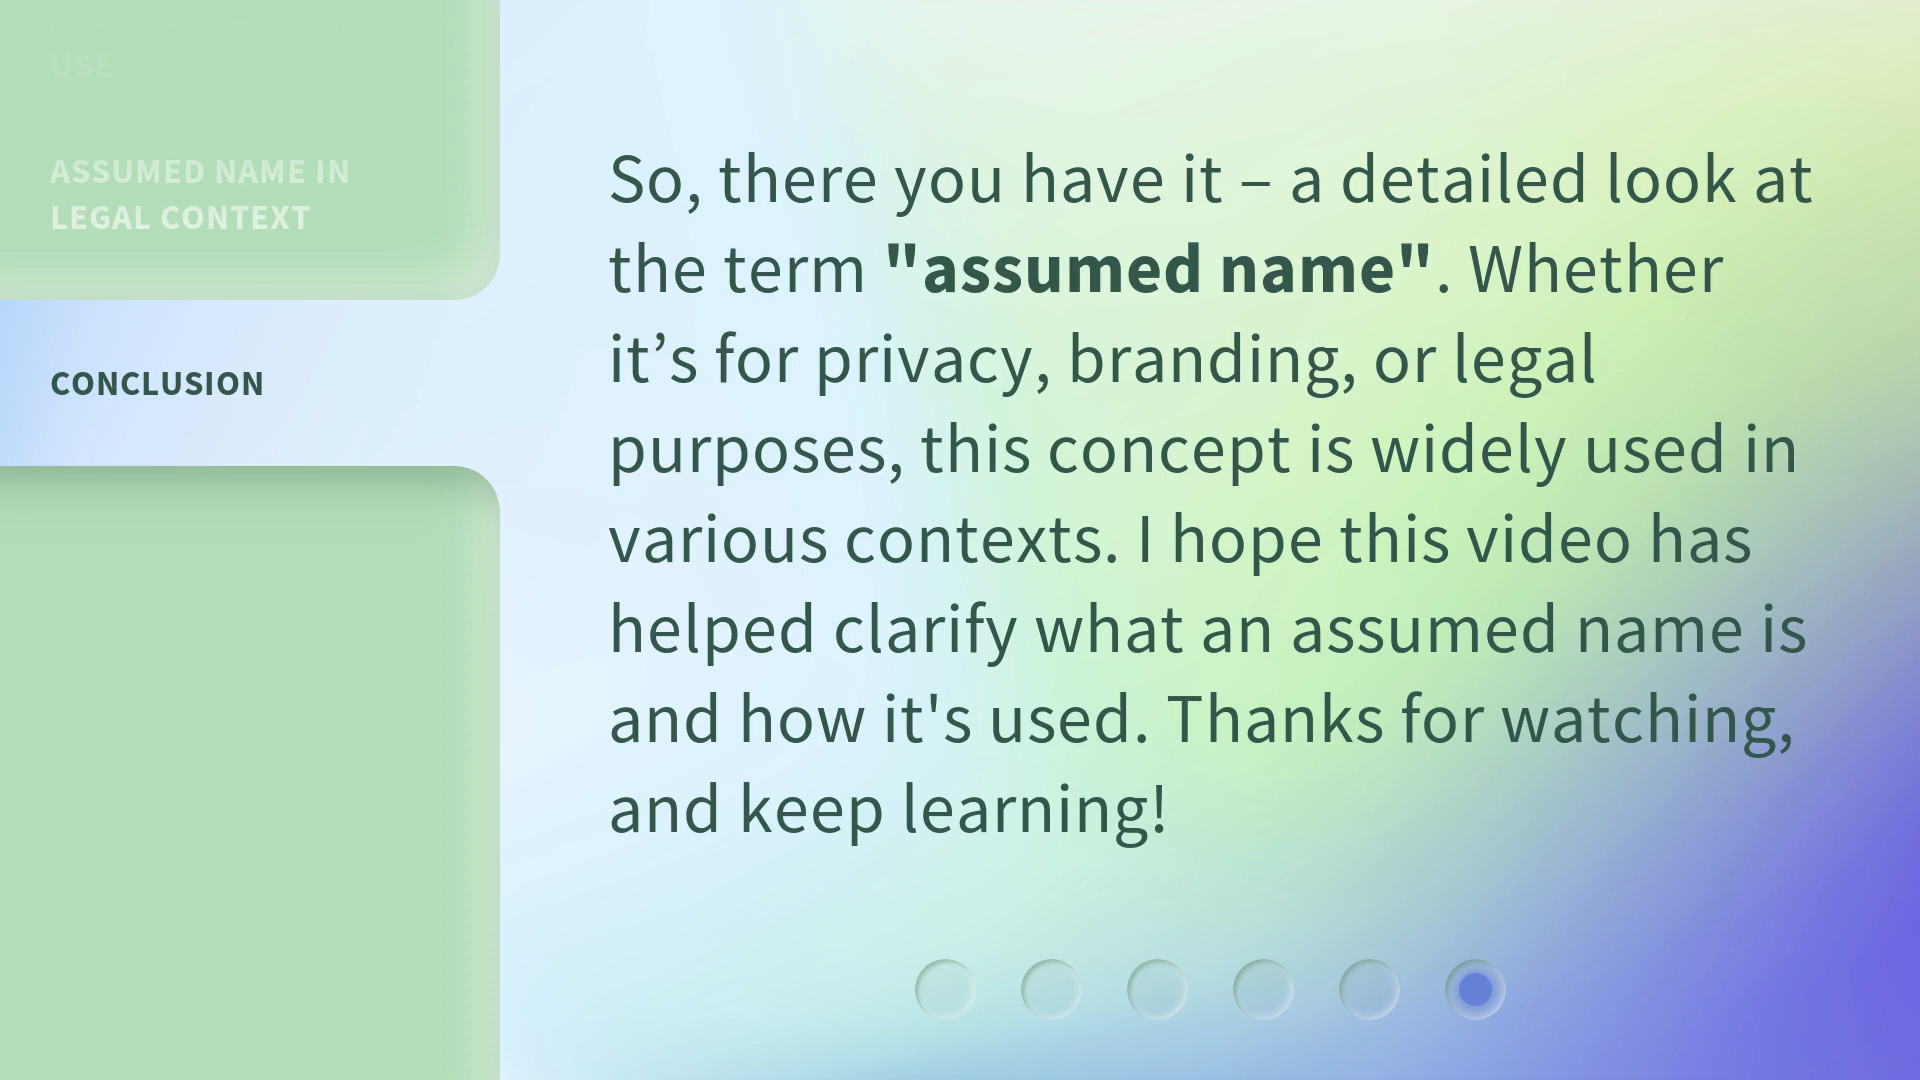 USE
ASSUMED NAME IN
LEGAL CONTEXT
CONCLUSION
So, there you have it – a detailed look at
the term "assumed name". Whether
it’s for privacy, branding, or legal
purposes, this concept is widely used in
various contexts. I hope this video has
helped clarify what an assumed name is
and how it's used. Thanks for watching,
and keep learning!